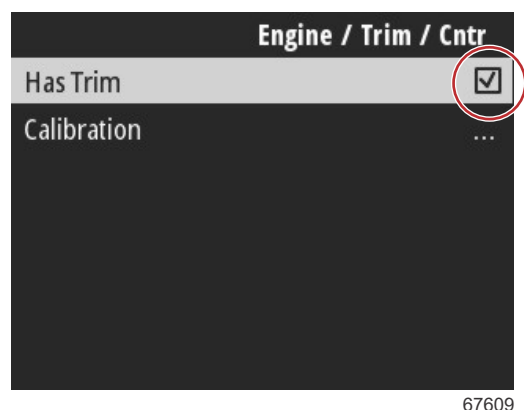 Engine / Trim / Cntr
Has Trim
Calibration
...
67609